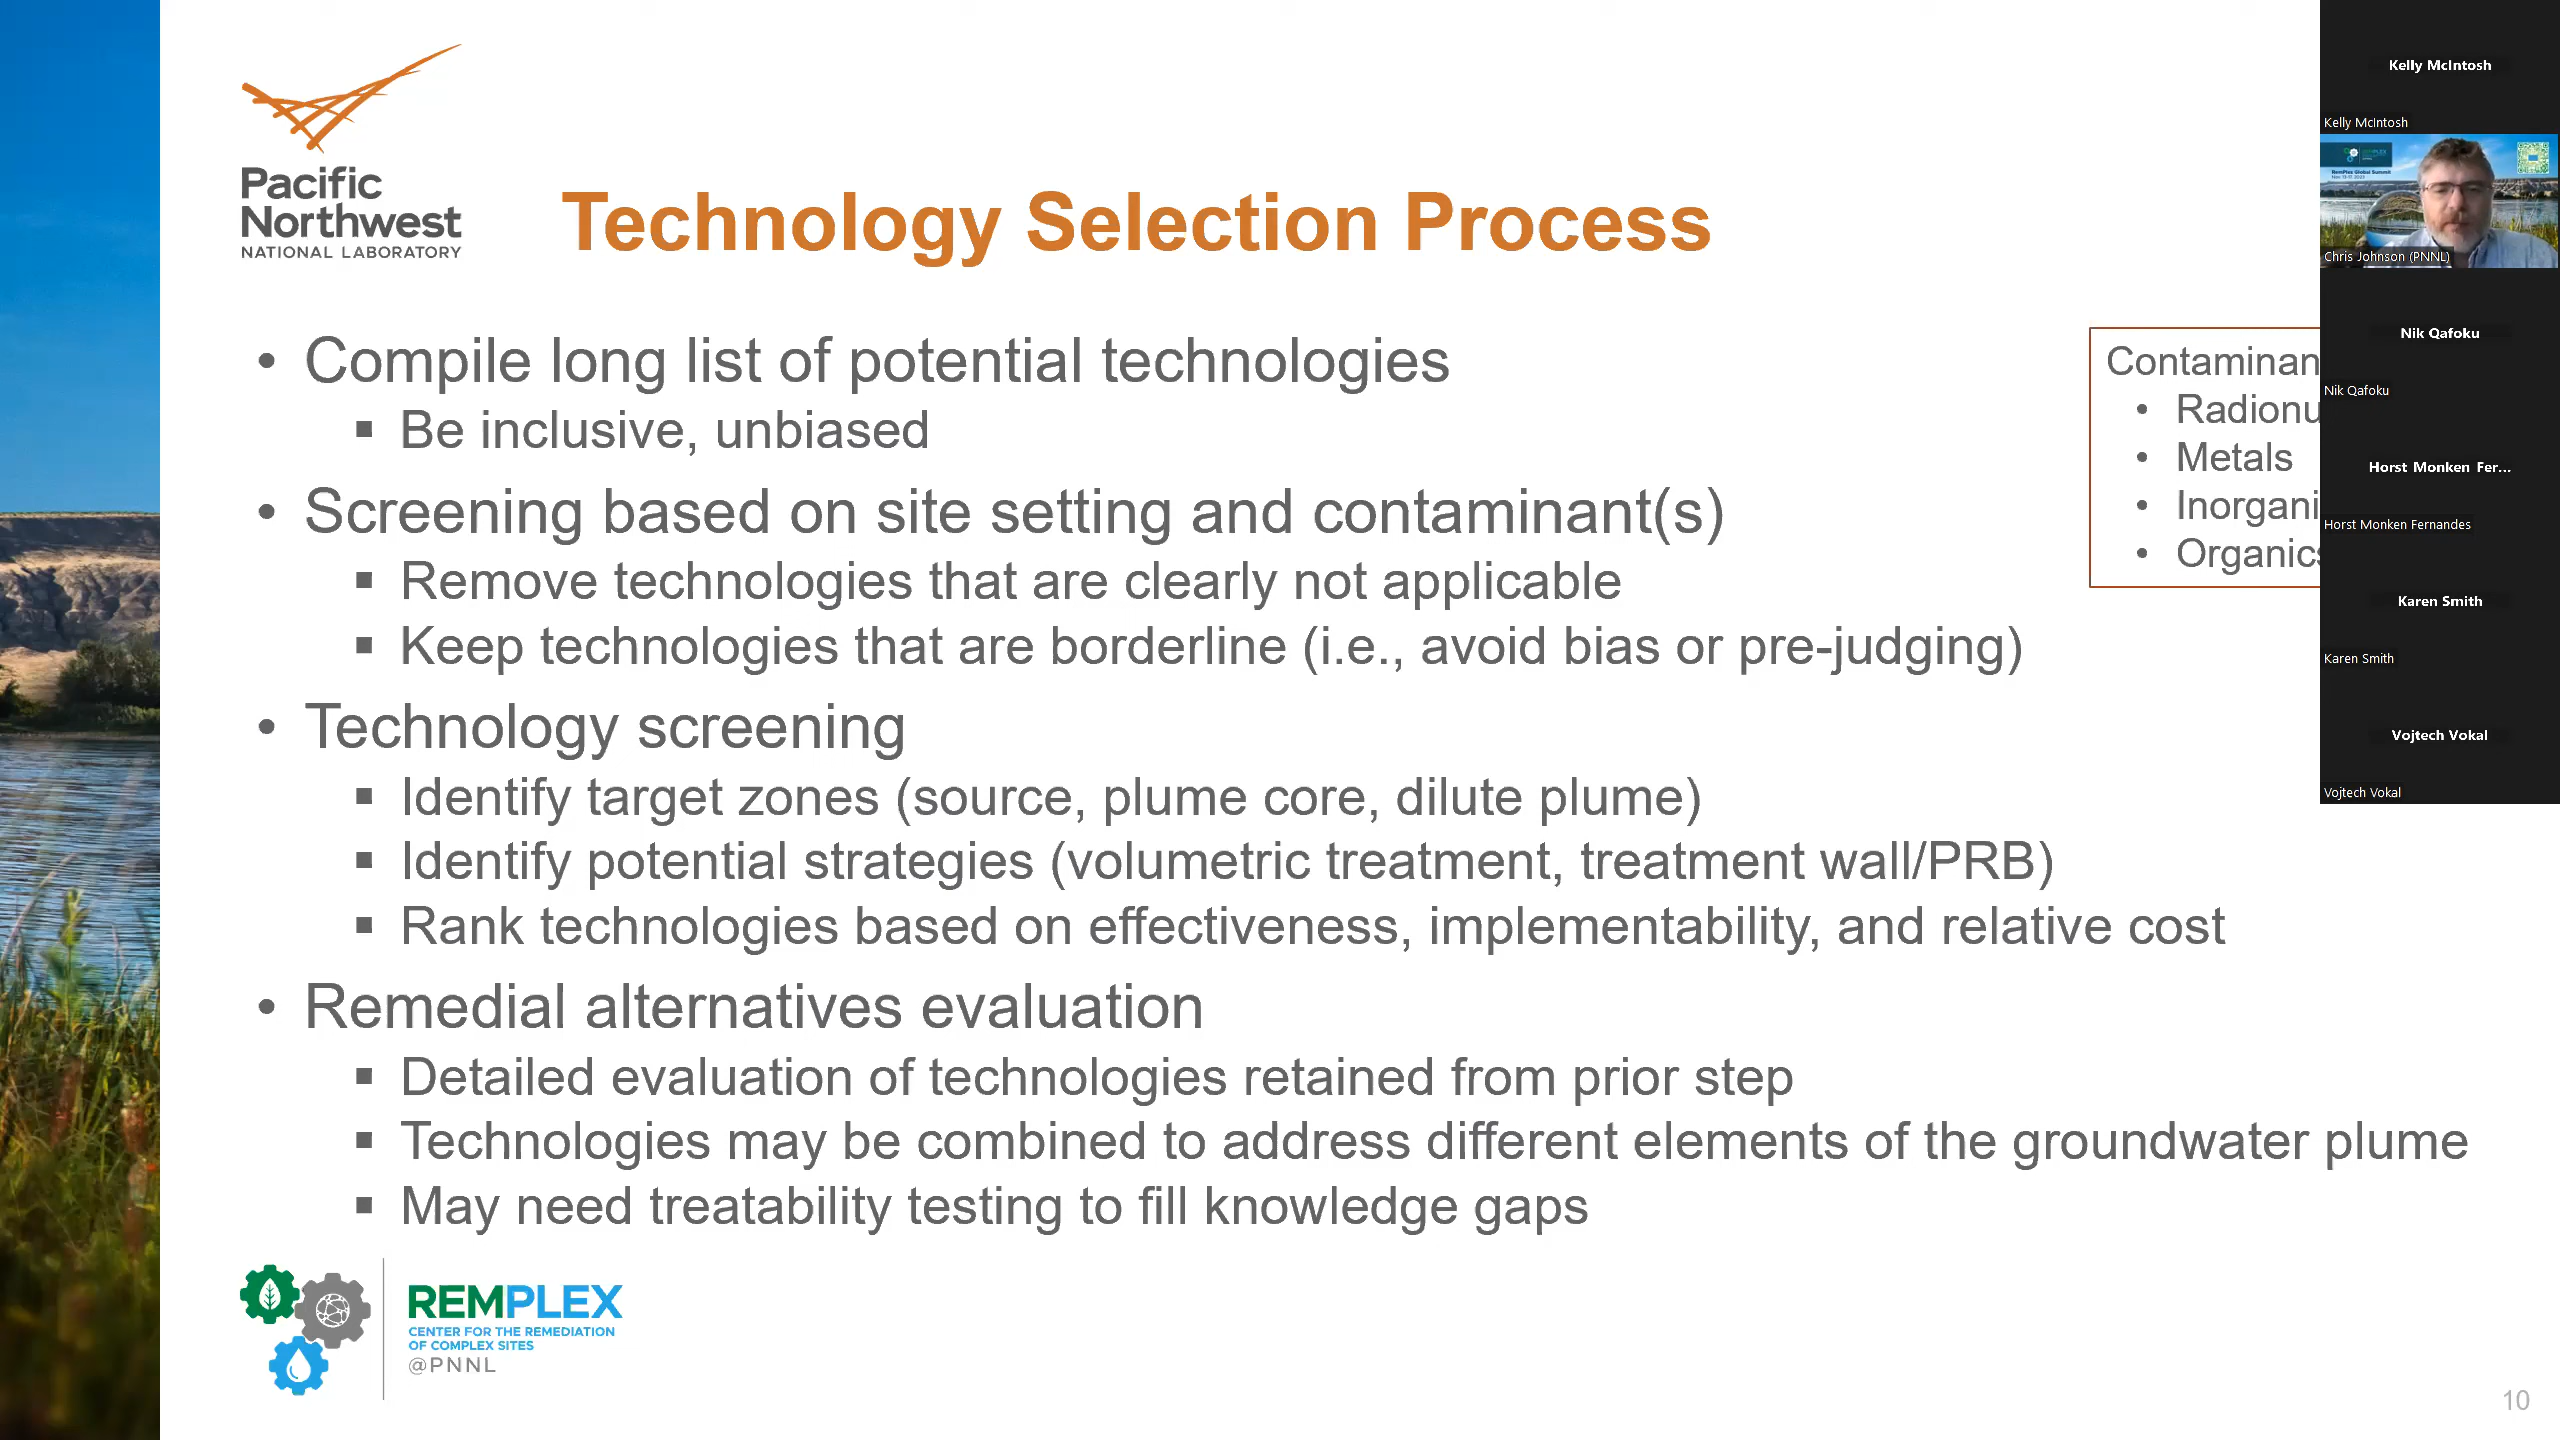 Pacific
Northwest
NATIONAL LABORATORY
Technology Selection Process
• Compile long list of potential technologies
▪ Be inclusive, unbiased
• Screening based on site setting and contaminant(s)
▪ Remove technologies that are clearly not applicable
▪ Keep technologies that are borderline (i.e., avoid bias or pre-judging)
• Technology screening
▪ Identify target zones (source, plume core, dilute plume)
▪ Identify potential strategies (volumetric treatment, treatment wall/PRB)
▪ Rank technologies based on effectiveness, implementability, and relative cost
• Remedial alternatives evaluation
▪ Detailed evaluation of technologies retained from prior step
▪ Technologies may be combined to address different elements of the groundwater plume
▪ May need treatability testing to fill knowledge gaps
Contaminan
• Radionu
• Metals
• Inorgani
• Organics
Kelly McIntosh
Kelly McIntosh
REMPLEX
RemPlex Global Summit
Chris Johnson (PNNL)
Nik Qafoku
Nik Qafoku
Horst Monken Fer...
Horst Monken Fernandes
Karen Smith
Karen Smith
Vojtech Vokal
Vojtech Vokal
REMPLEX
CENTER FOR THE REMEDIATION
OF COMPLEX SITES
@PNNL
10